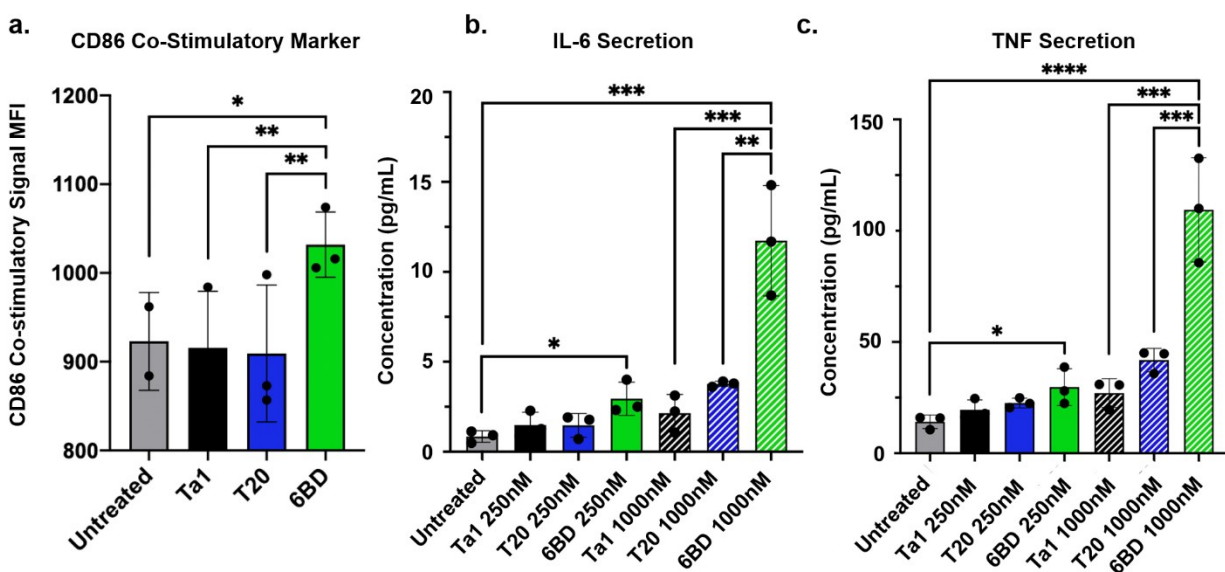 a.
CD86 Co-Stimulatory Marker
CD86 Co-stimulatory Signal MFI
1200
1100
1000
900
800
*
**
**
Untreated
Ta1
T20
6BD
b.
IL-6 Secretion
Concentration (pg/mL)
20
15
10
5
0
***
***
**
*
Untreated
Ta1 250nM
T20 250nM
6BD 250nM
Ta1 1000nM
T20 1000nM
6BD 1000nM
c.
TNF Secretion
Concentration (pg/mL)
150
100
50
0
****
***
***
*
Untreated
Ta1 250nM
T20 250nM
6BD 250nM
Ta1 1000nM
T20 1000nM
6BD 1000nM